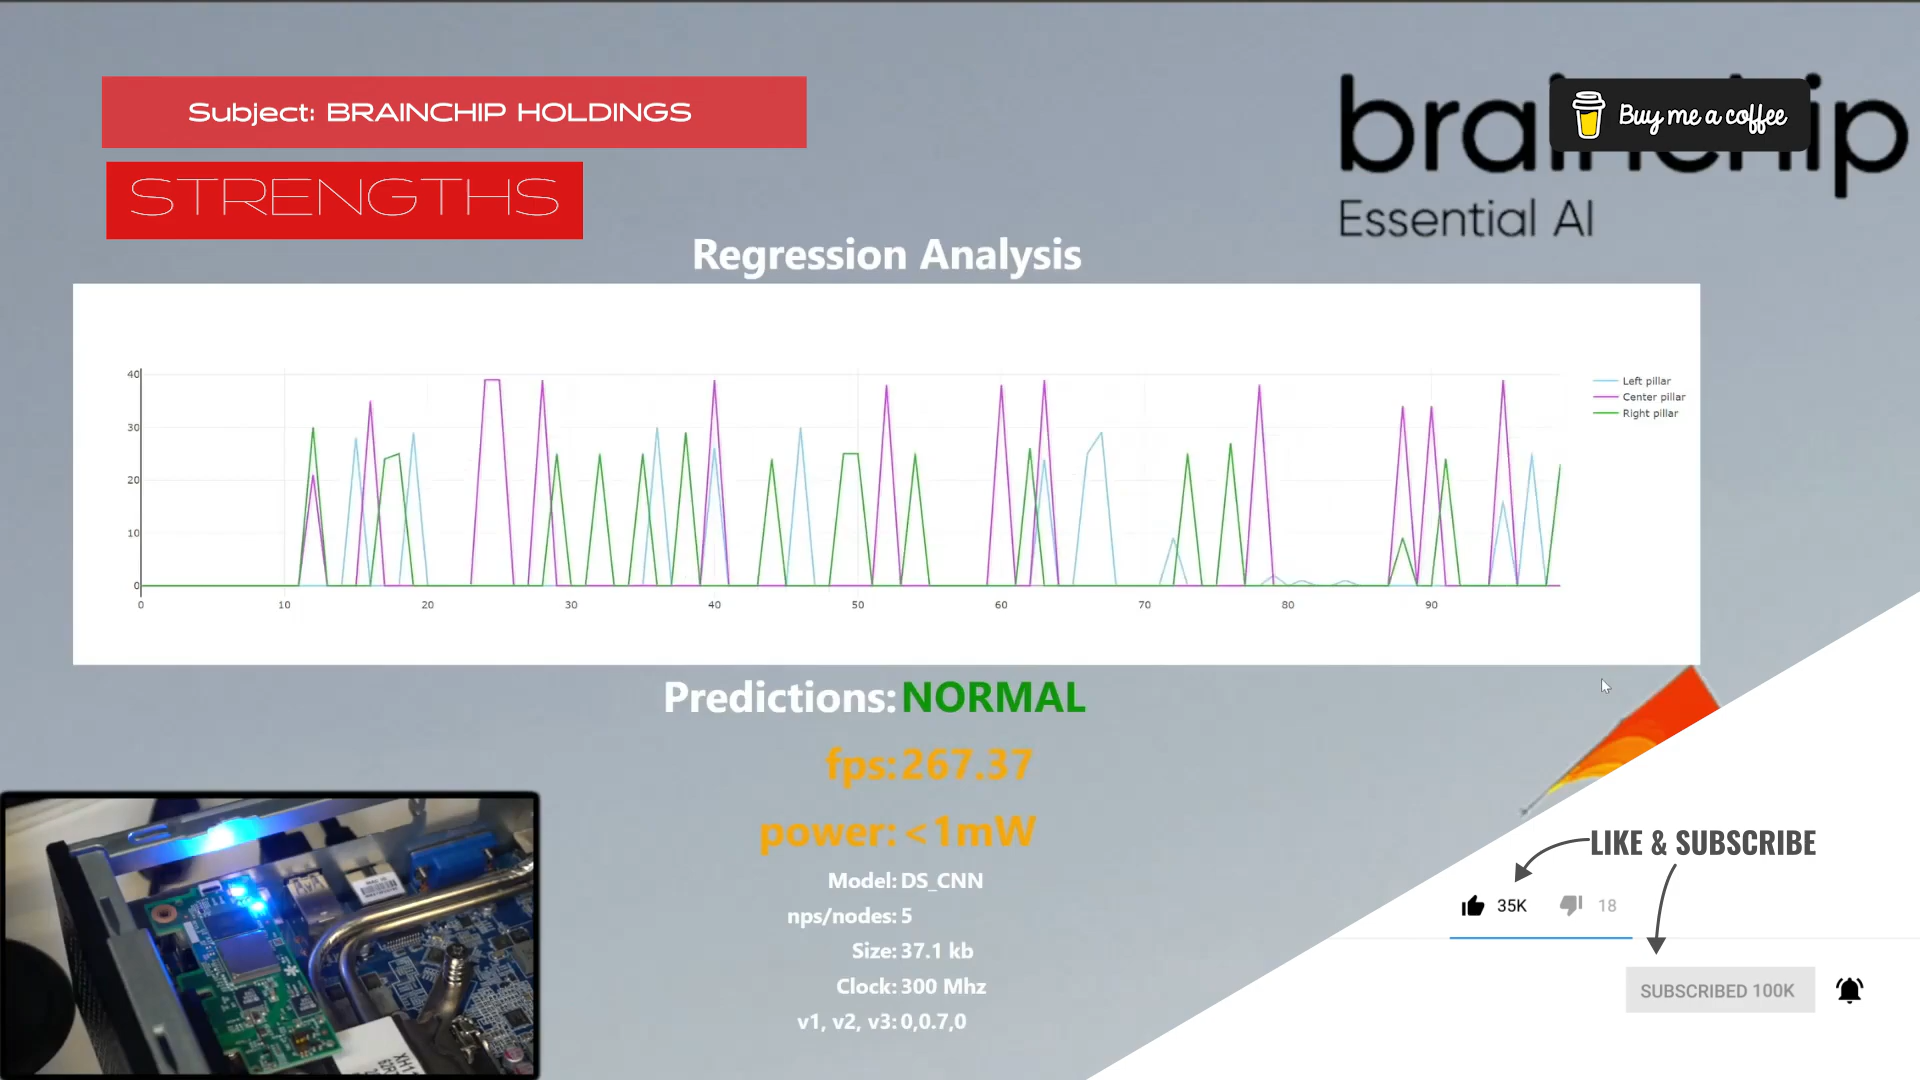 Subject: BRAINCHIP HOLDINGS
STRENGTHS
Buy me a coffee
Essential AI
Regression Analysis
40
30
20
10
0
0 10 20 30 40 50 60 70 80 90
Left pillar
Center pillar
Right pillar
Predictions: NORMAL
fps: 267.37
power: <1mW
Model: DS_CNN
nps/nodes: 5
Size: 37.1 kb
Clock: 300 Mhz
v1, v2, v3: 0,0.7,0
LIKE & SUBSCRIBE
35K 18
SUBSCRIBED 100K